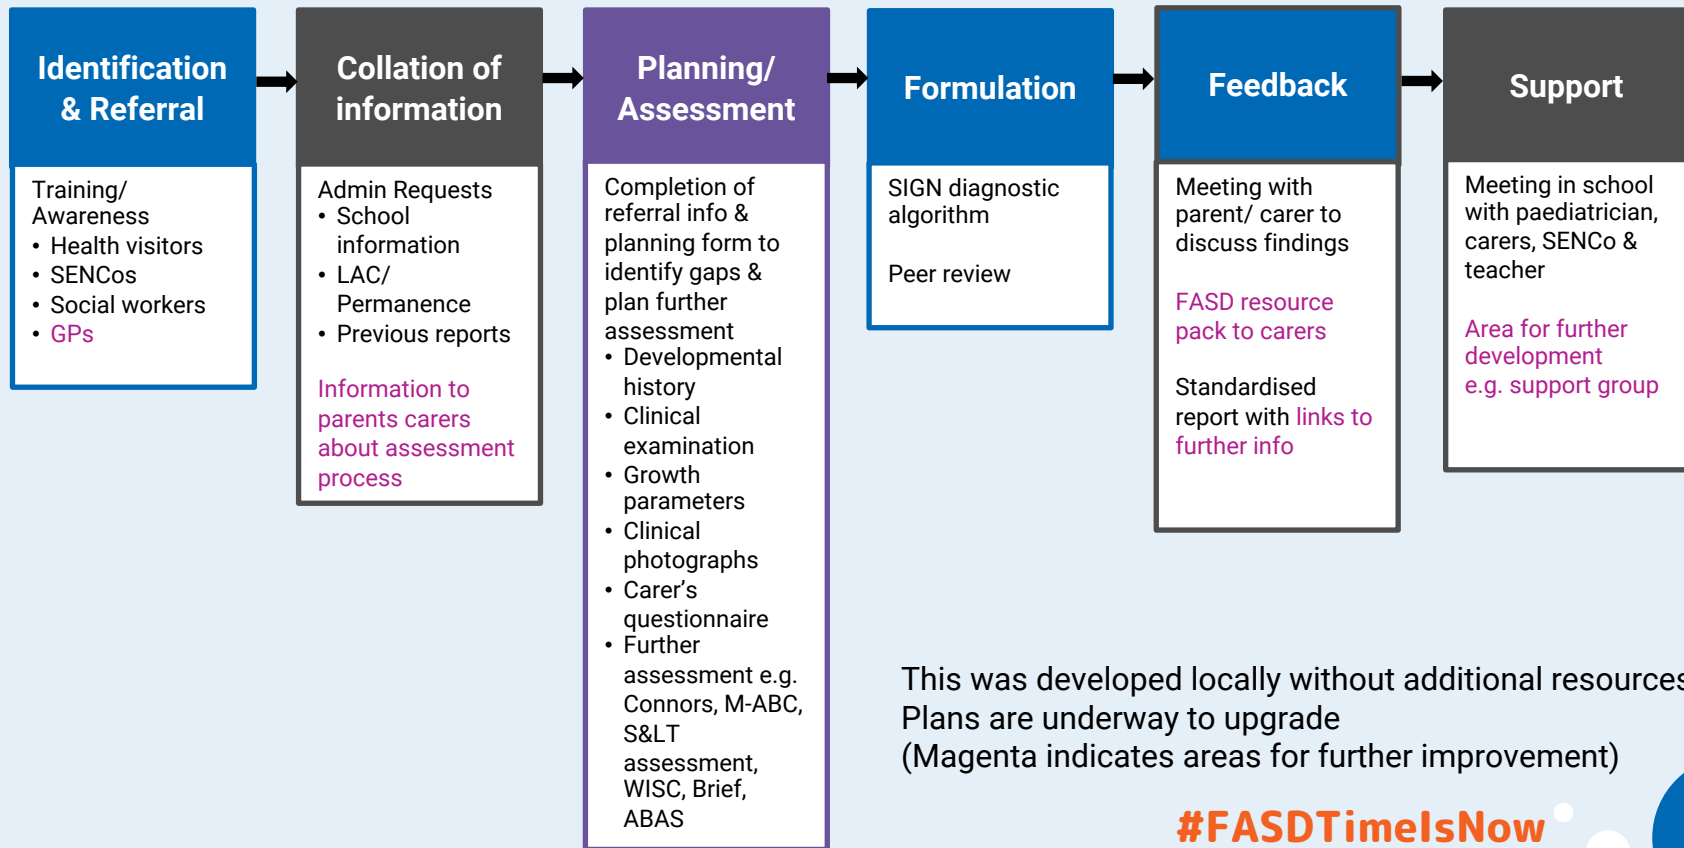 Identification
& Referral
Training/
Awareness
• Health visitors
• SENCos
• Social workers
• GPs
Collation of
information
Admin Requests
• School
information
• LAC/
Permanence
• Previous reports
Information to
parents carers
about assessment
process
Planning/
Assessment
Completion of
referral info &
planning form to
identify gaps &
plan further
assessment
• Developmental
history
• Clinical
examination
• Growth
parameters
• Clinical
photographs
• Carer’s
questionnaire
• Further
assessment e.g.
Connors, M-ABC,
S&LT
assessment,
WISC, Brief,
ABAS
Formulation
SIGN diagnostic
algorithm
Peer review
Feedback
Meeting with
parent/ carer to
discuss findings
FASD resource
pack to carers
Standardised
report with links to
further info
Support
Meeting in school
with paediatrician,
carers, SENCo &
teacher
Area for further
development
e.g. support group
This was developed locally without additional resources
Plans are underway to upgrade
(Magenta indicates areas for further improvement)
#FASDTimeIsNow